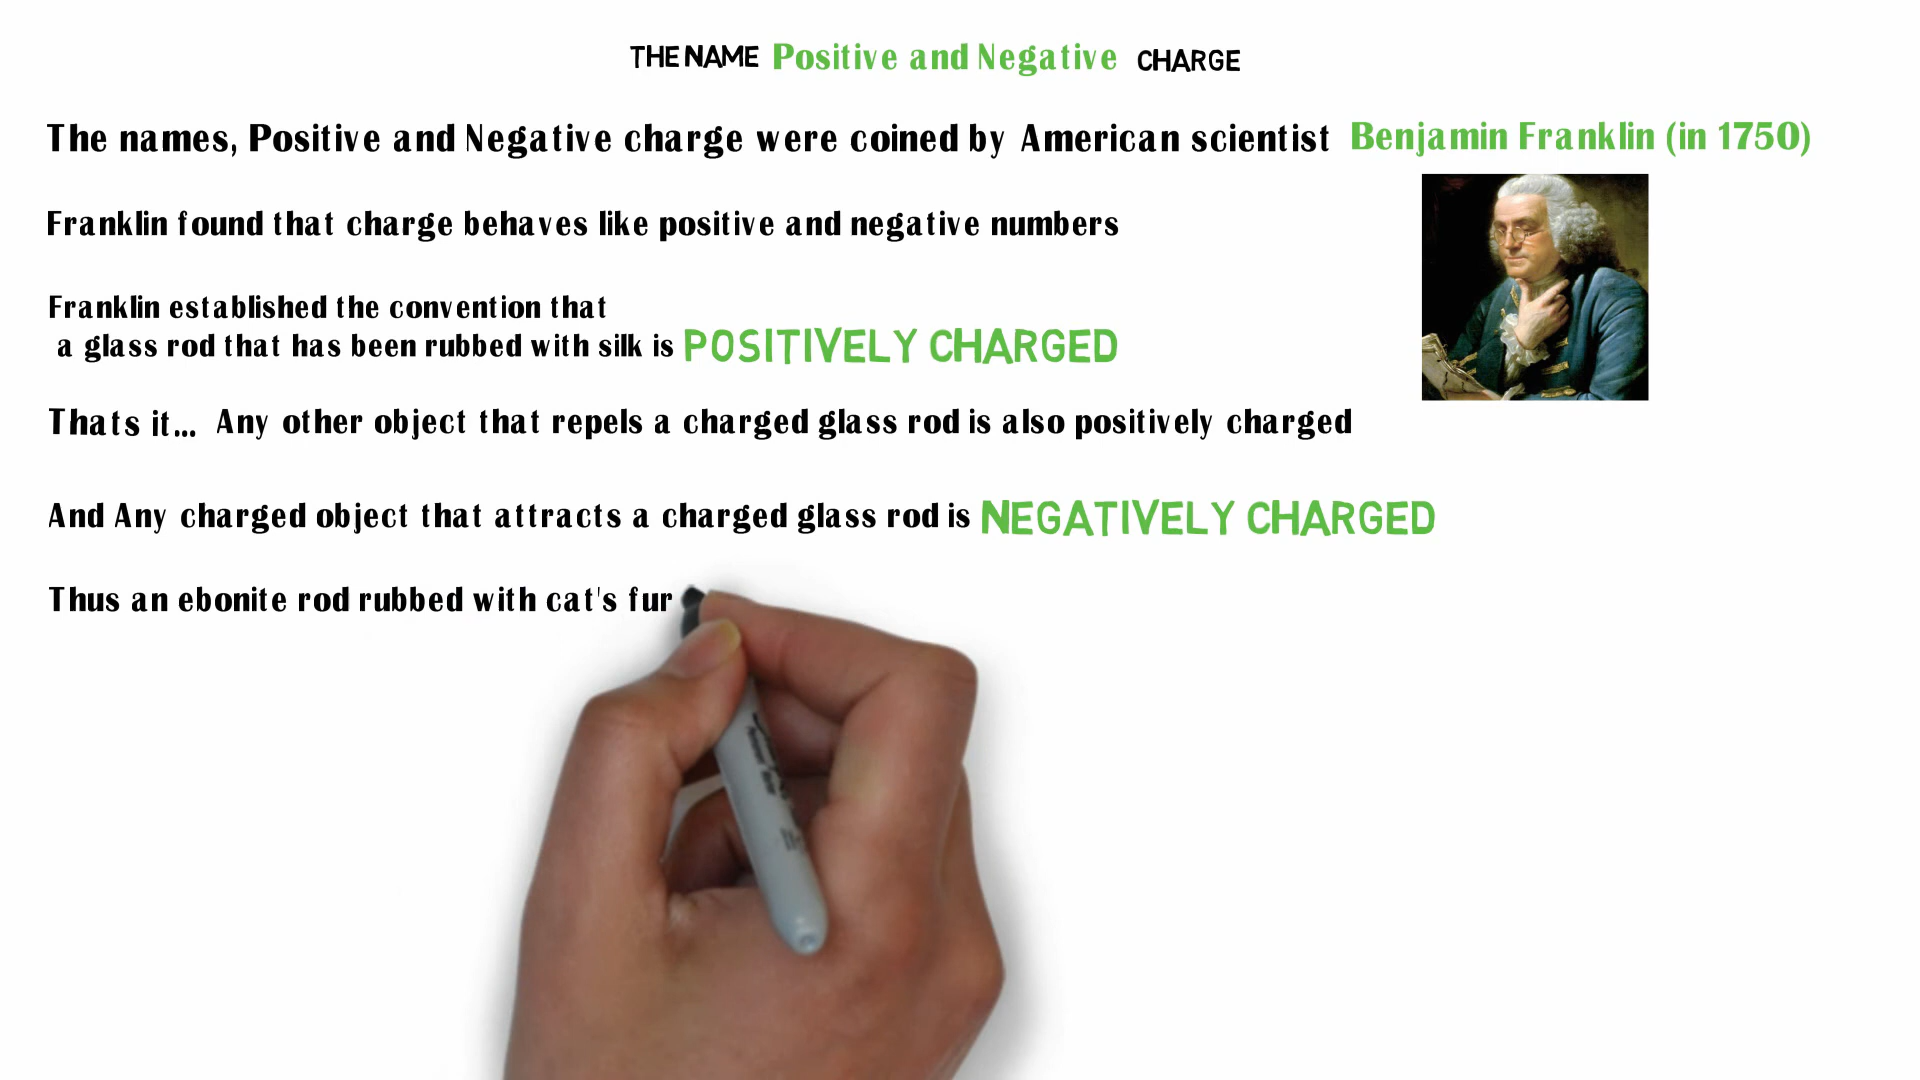 THE NAME Positive and Negative CHARGE
The names, Positive and Negative charge were coined by American scientist Benjamin Franklin (in 1750)
Franklin found that charge behaves like positive and negative numbers
Franklin established the convention that
a glass rod that has been rubbed with silk is POSITIVELY CHARGED
Thats it... Any other object that repels a charged glass rod is also positively charged
And Any charged object that attracts a charged glass rod is NEGATIVELY CHARGED
Thus an ebonite rod rubbed with cat's fur